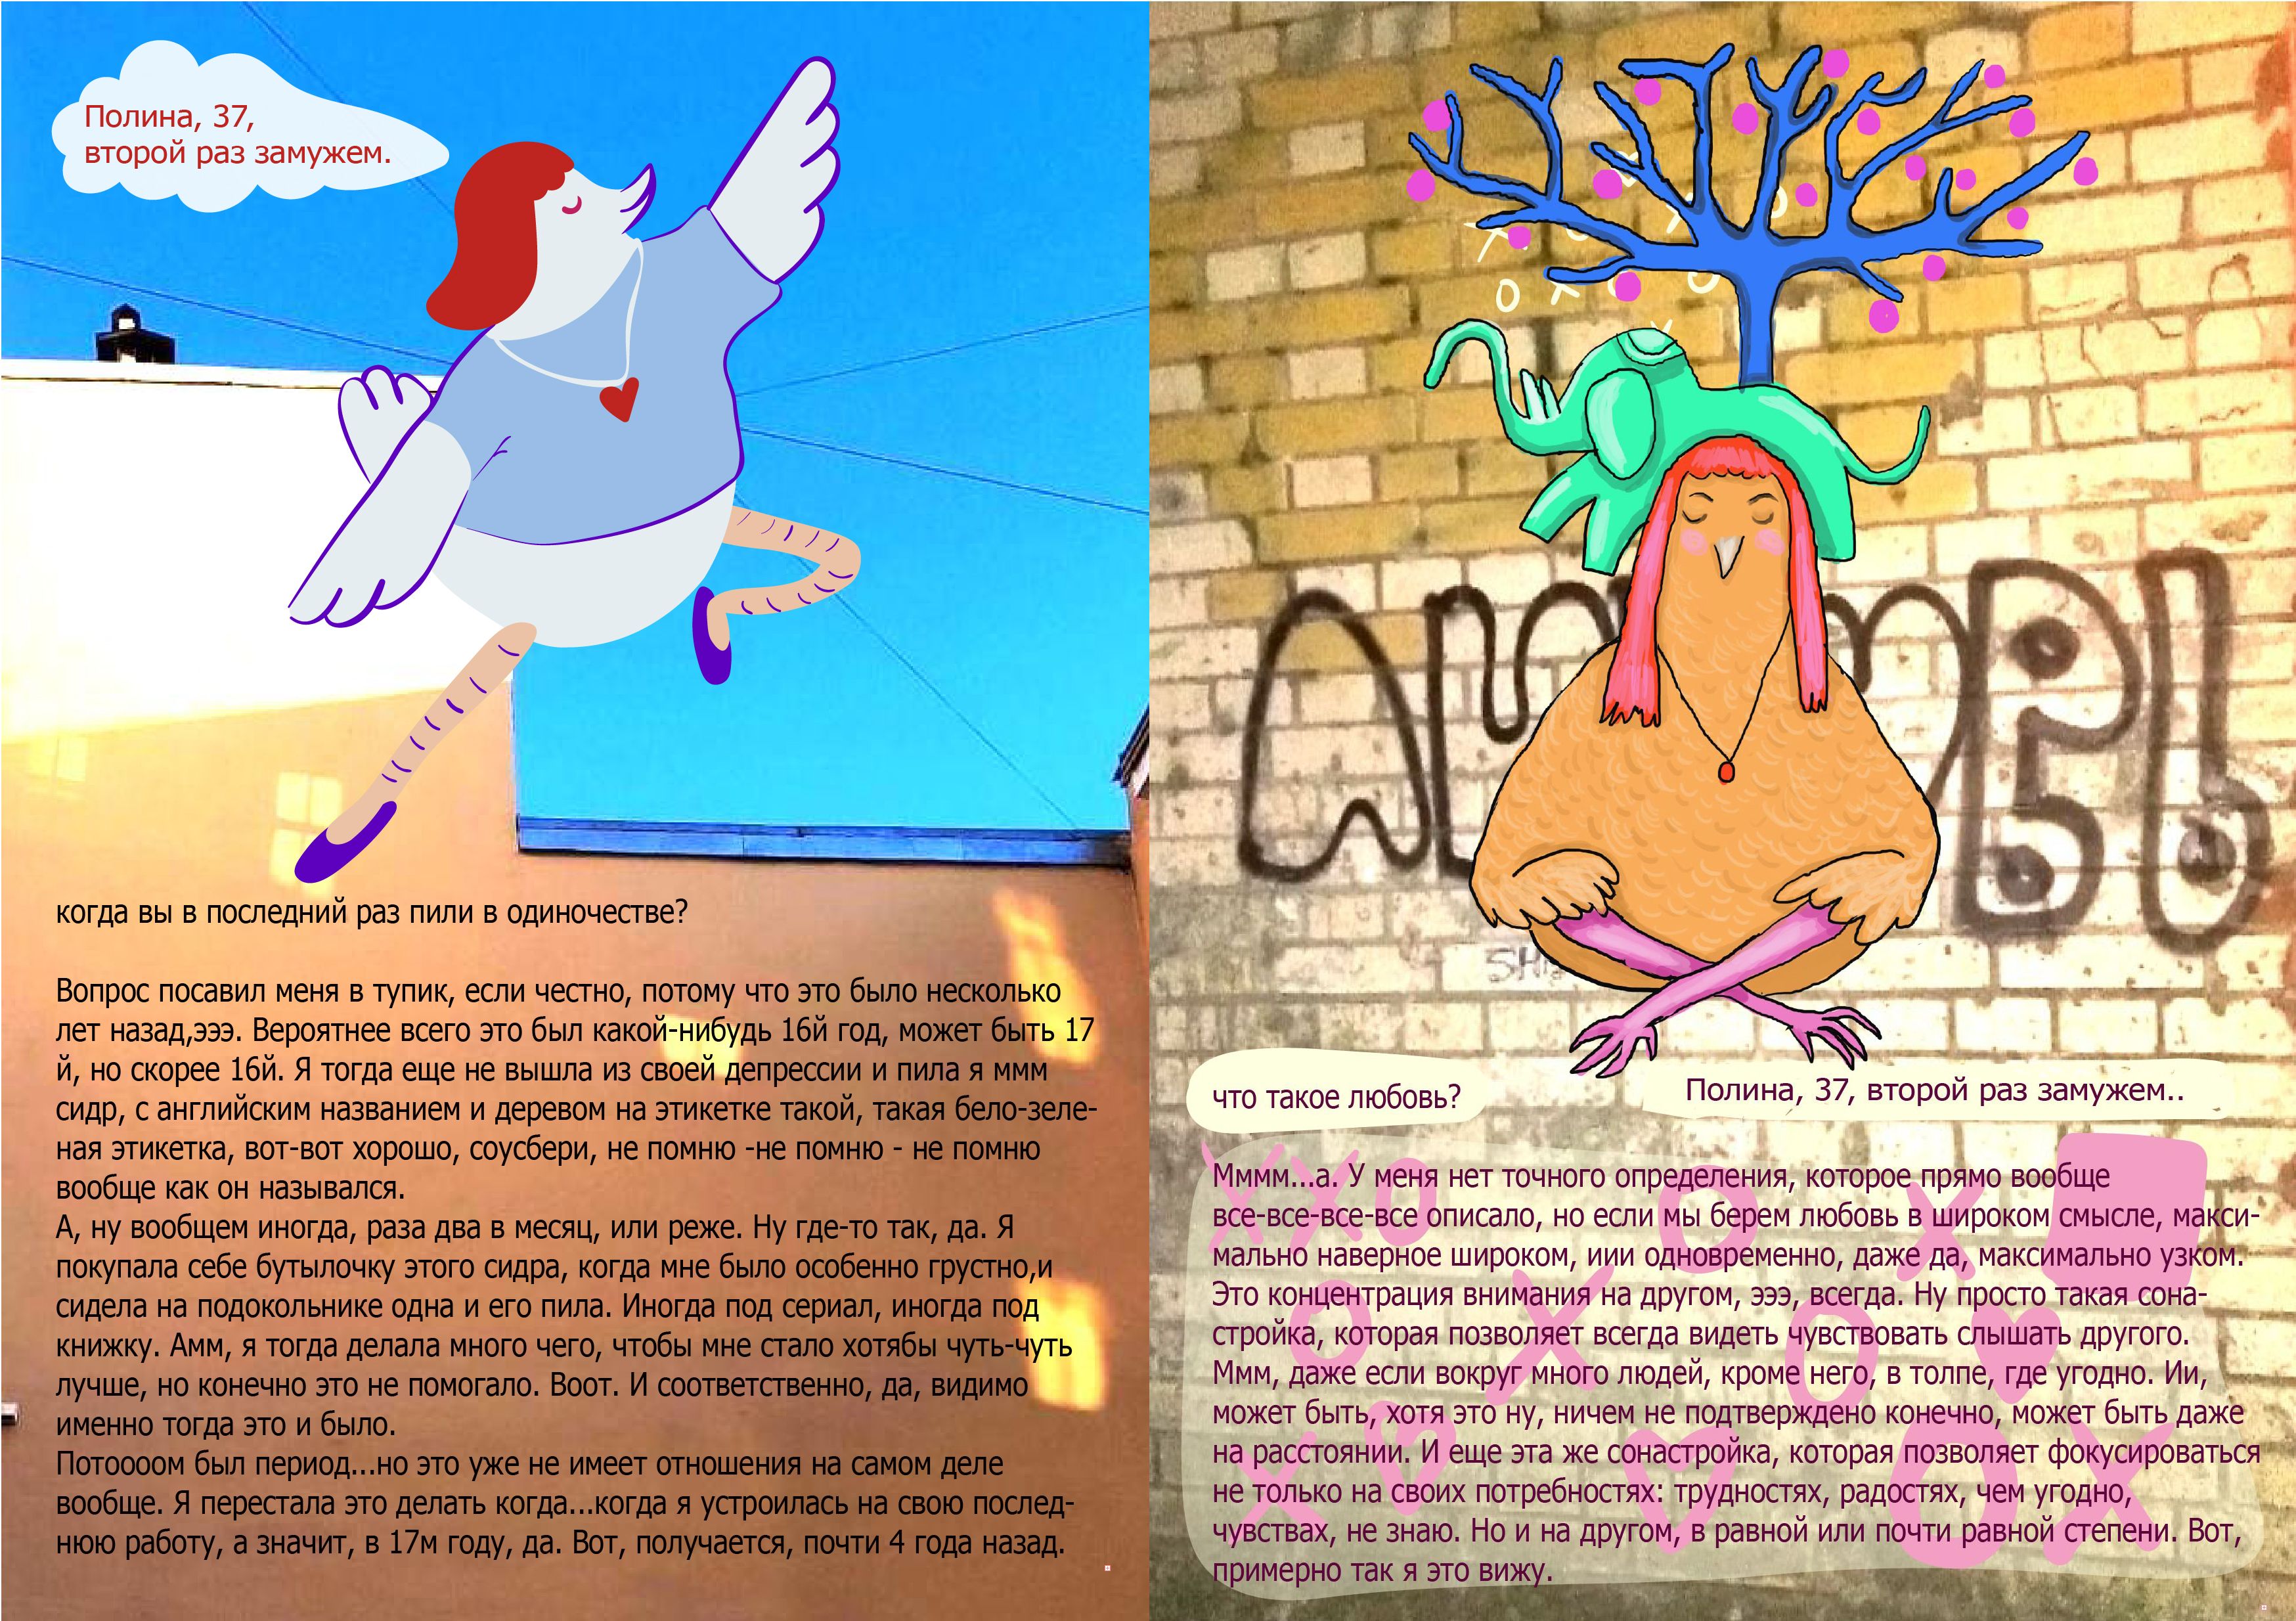 Полина, 37,
второй раз замужем.
когда вы в последний раз пили в одиночестве?
Вопрос посавил меня в тупик, если честно, потому что это было несколько
лет назад,эээ. Вероятнее всего это был какой-нибудь 16й год, может быть 17
й, но скорее 16й. Я тогда еще не вышла из своей депрессии и пила я ммм
сидр, с английским названием и деревом на этикетке такой, такая бело-зеле-
ная этикетка, вот-вот хорошо, соусбери, не помню -не помню - не помню
вообще как он назывался.
А, ну вообщем иногда, раза два в месяц, или реже. Ну где-то так, да. Я
покупала себе бутылочку этого сидра, когда мне было особенно грустно,и
сидела на подокольнике одна и его пила. Иногда под сериал, иногда под
книжку. Амм, я тогда делала много чего, чтобы мне стало хотябы чуть-чуть
лучше, но конечно это не помогало. Воот. И соответственно, да, видимо
именно тогда это и было.
Потоооом был период...но это уже не имеет отношения на самом деле
вообще. Я перестала это делать когда...когда я устроилась на свою послед-
нюю работу, а значит, в 17м году, да. Вот, получается, почти 4 года назад.
что такое любовь?
Полина, 37, второй раз замужем..
Мммм...а. У меня нет точного определения, которое прямо вообще
все-все-все-все описало, но если мы берем любовь в широком смысле, макси-
мально наверное широком, иии одновременно, даже да, максимально узком.
Это концентрация внимания на другом, эээ, всегда. Ну просто такая сона-
стройка, которая позволяет всегда видеть чувствовать слышать другого.
Ммм, даже если вокруг много людей, кроме него, в толпе, где угодно. Ии,
может быть, хотя это ну, ничем не подтверждено конечно, может быть даже
на расстоянии. И еще эта же сонастройка, которая позволяет фокусироваться
не только на своих потребностях: трудностях, радостях, чем угодно,
чувствах, не знаю. Но и на другом, в равной или почти равной степени. Вот,
примерно так я это вижу.